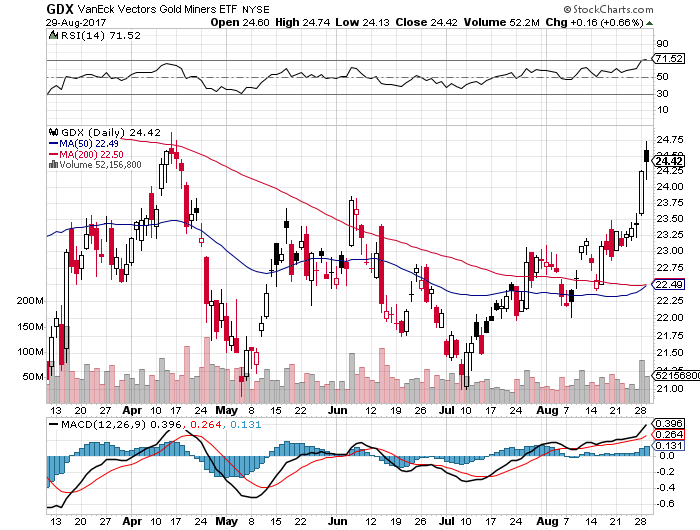 GDX VanEck Vectors Gold Miners ETF NYSE © StockCharts.com
29-Aug-2017 Open 24.60 High 24.74 Low 24.13 Close 24.42 Volume 52.2M Chg +0.16 (+0.66%)
RSI(14) 71.52
90
71.52
50
30
10
GDX (Daily) 24.42
MA(50) 22.49
MA(200) 22.50
Volume 52,156,800
24.75
24.42
24.25
24.00
23.75
23.50
23.25
23.00
22.75
22.49
22.25
22.00
21.75
21.50
21.25
21.00
200M
150M
100M
50M
52156800
13 20 27 Apr 10 17 24 May 8 15 22 Jun 12 19 26 Jul 10 17 24 Aug 7 14 21 28
MACD(12,26,9) 0.396, 0.264, 0.131
0.396
0.264
0.131
0.0
-0.2
-0.4
-0.6
13 20 27 Apr 10 17 24 May 8 15 22 Jun 12 19 26 Jul 10 17 24 Aug 7 14 21 28